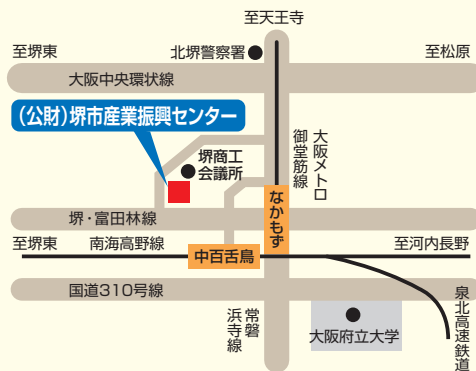 至天王寺
至堺東
北堺警察署
至松原
大阪中央環状線
(公財)堺市産業振興センター
堺商工
会議所
大阪メトロ
御堂筋線
なかもず
堺・富田林線
至堺東
南海高野線
中百舌鳥
至河内長野
国道310号線
常磐
浜寺線
大阪府立大学
泉北高速鉄道